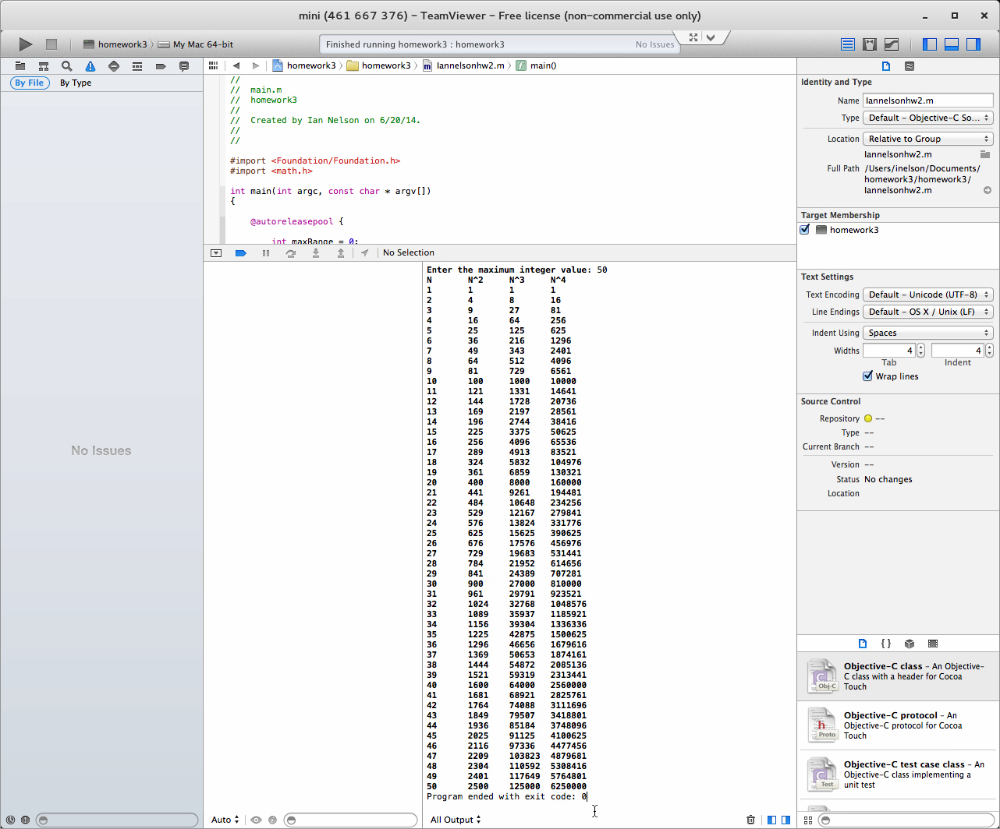 mini (461 667 376) – TeamViewer – Free license (non-commercial use only)
homework3 My Mac 64-bit
Finished running homework3 : homework3 No Issues
By File By Type
homework3 homework3 Iannelsonhw2.m main()
No Issues
//
// main.m
// homework3
//
// Created by Ian Nelson on 6/20/14.
//
//
#import <Foundation/Foundation.h>
#import <math.h>
int main(int argc, const char * argv[])
{
@autoreleasepool {
int maxRange = 0;
No Selection
Enter the maximum integer value: 50
N N^2 N^3 N^4
1 1 1 1
2 4 8 16
3 9 27 81
4 16 64 256
5 25 125 625
6 36 216 1296
7 49 343 2401
8 64 512 4096
9 81 729 6561
10 100 1000 10000
11 121 1331 14641
12 144 1728 20736
13 169 2197 28561
14 196 2744 38416
15 225 3375 50625
16 256 4096 65536
17 289 4913 83521
18 324 5832 104976
19 361 6859 130321
20 400 8000 160000
21 441 9261 194481
22 484 10648 234256
23 529 12167 279841
24 576 13824 331776
25 625 15625 390625
26 676 17576 456976
27 729 19683 531441
28 784 21952 614656
29 841 24389 707281
30 900 27000 810000
31 961 29791 923521
32 1024 32768 1048576
33 1089 35937 1185921
34 1156 39304 1336336
35 1225 42875 1500625
36 1296 46656 1679616
37 1369 50653 1874161
38 1444 54872 2085136
39 1521 59319 2313441
40 1600 64000 2560000
41 1681 68921 2825761
42 1764 74088 3111696
43 1849 79507 3418801
44 1936 85184 3748096
45 2025 91125 4100625
46 2116 97336 4477456
47 2209 103823 4879681
48 2304 110592 5308416
49 2401 117649 5764801
50 2500 125000 6250000
Program ended with exit code: 0
Auto
All Output
Identity and Type
Name Iannelsonhw2.m
Type Default – Objective-C So...
Location Relative to Group
Iannelsonhw2.m
Full Path /Users/inelson/Documents/
homework3/homework3/
Iannelsonhw2.m
Target Membership
homework3
Text Settings
Text Encoding Default – Unicode (UTF-8)
Line Endings Default – OS X / Unix (LF)
Indent Using Spaces
Widths 4 4
Tab Indent
Wrap lines
Source Control
Repository --
Type --
Current Branch --
Version --
Status No changes
Location
{ }
Obj-C
Objective-C class – An Objective-
C class with a header for Cocoa
Touch
h
Proto
Objective-C protocol – An
Objective-C protocol for Cocoa
Touch
C
Test
Objective-C test case class – An
Objective-C class implementing a
unit test